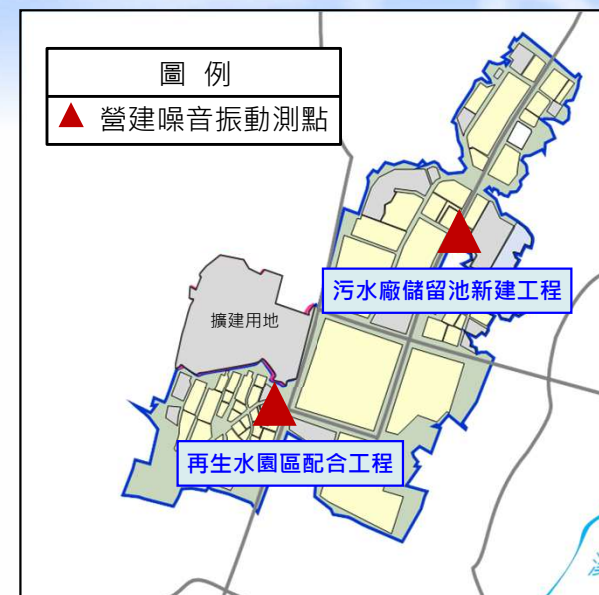 圖 例
營建噪音振動測點
污水廠儲留池新建工程
擴建用地
再生水園區配合工程